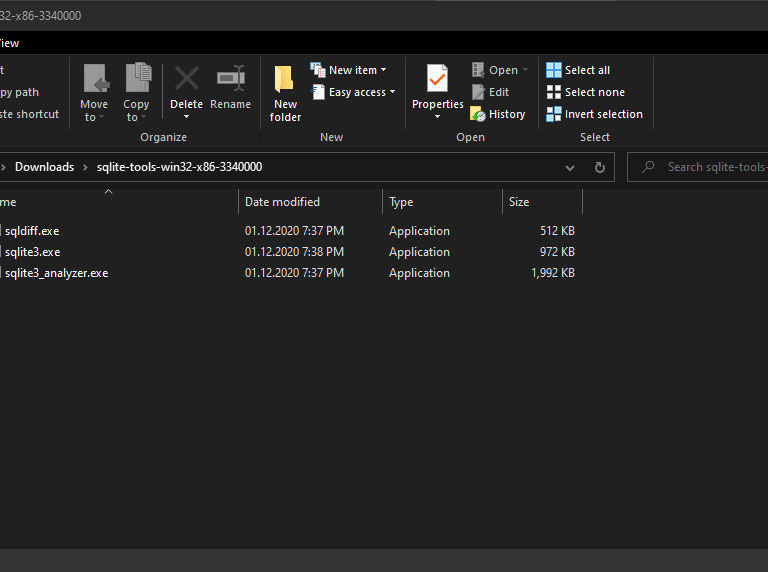 32-x86-3340000
View
t
py path
ste shortcut
Move to
Copy to
Delete
Rename
Organize
New folder
New item
Easy access
New
Properties
Open
Edit
History
Open
Select all
Select none
Invert selection
Select
Downloads > sqlite-tools-win32-x86-3340000
Search sqlite-tools-
me Date modified Type Size
sqldiff.exe 01.12.2020 7:37 PM Application 512 KB
sqlite3.exe 01.12.2020 7:38 PM Application 972 KB
sqlite3_analyzer.exe 01.12.2020 7:37 PM Application 1,992 KB